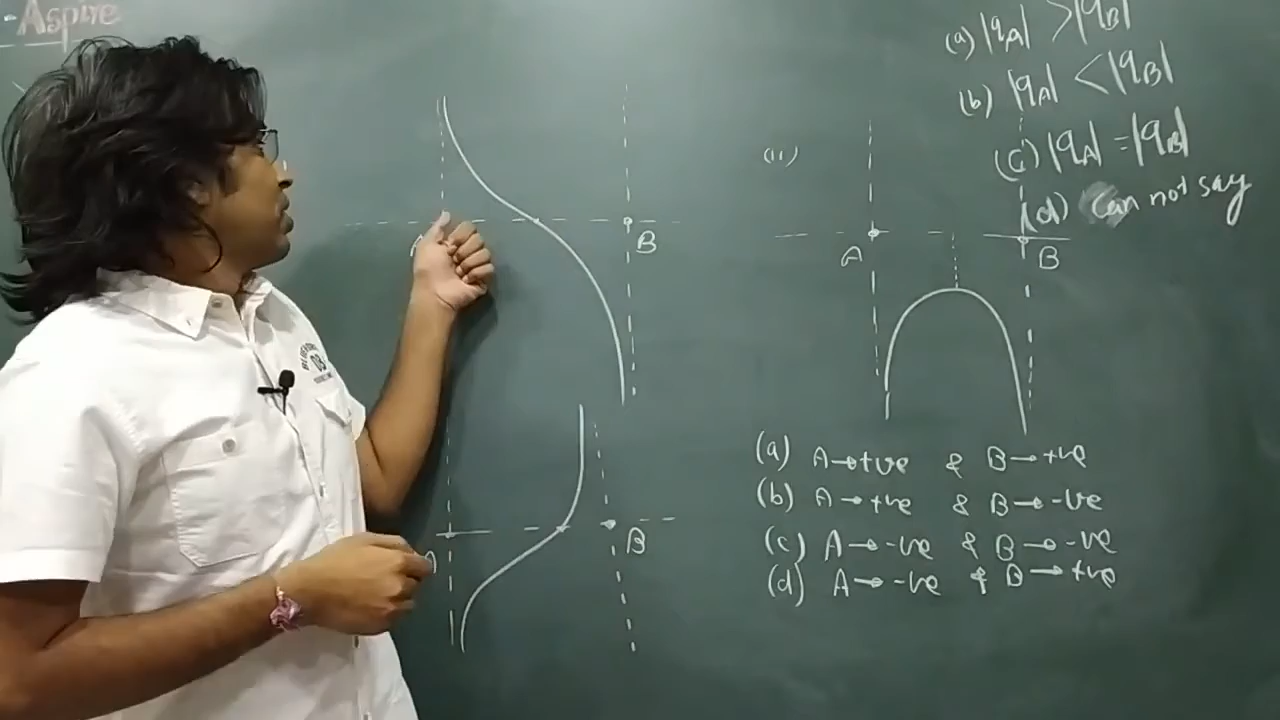 -Aspire
(a) |qA| > |qB|
(b) |qA| < |qB|
(c) |qA| = |qB|
(d) Can not say
(ii)
A B
A B
A B
(a) A→+ve & B→+ve
(b) A→+ve & B→-ve
(c) A→-ve & B→-ve
(d) A→-ve & B→+ve